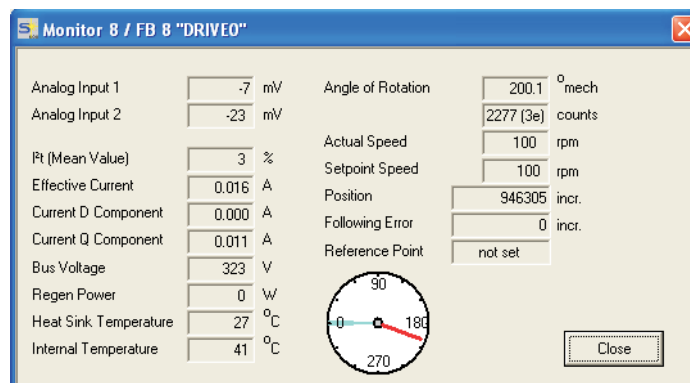 Monitor 8 / FB 8 "DRIVE0"
Analog Input 1 -7 mV
Analog Input 2 -23 mV
I²t (Mean Value) 3 %
Effective Current 0.016 A
Current D Component 0.000 A
Current Q Component 0.011 A
Bus Voltage 323 V
Regen Power 0 W
Heat Sink Temperature 27 °C
Internal Temperature 41 °C
Angle of Rotation 200.1 °mech
2277 (3e) counts
Actual Speed 100 rpm
Setpoint Speed 100 rpm
Position 946305 incr.
Following Error 0 incr.
Reference Point not set
90
0 180
270
Close